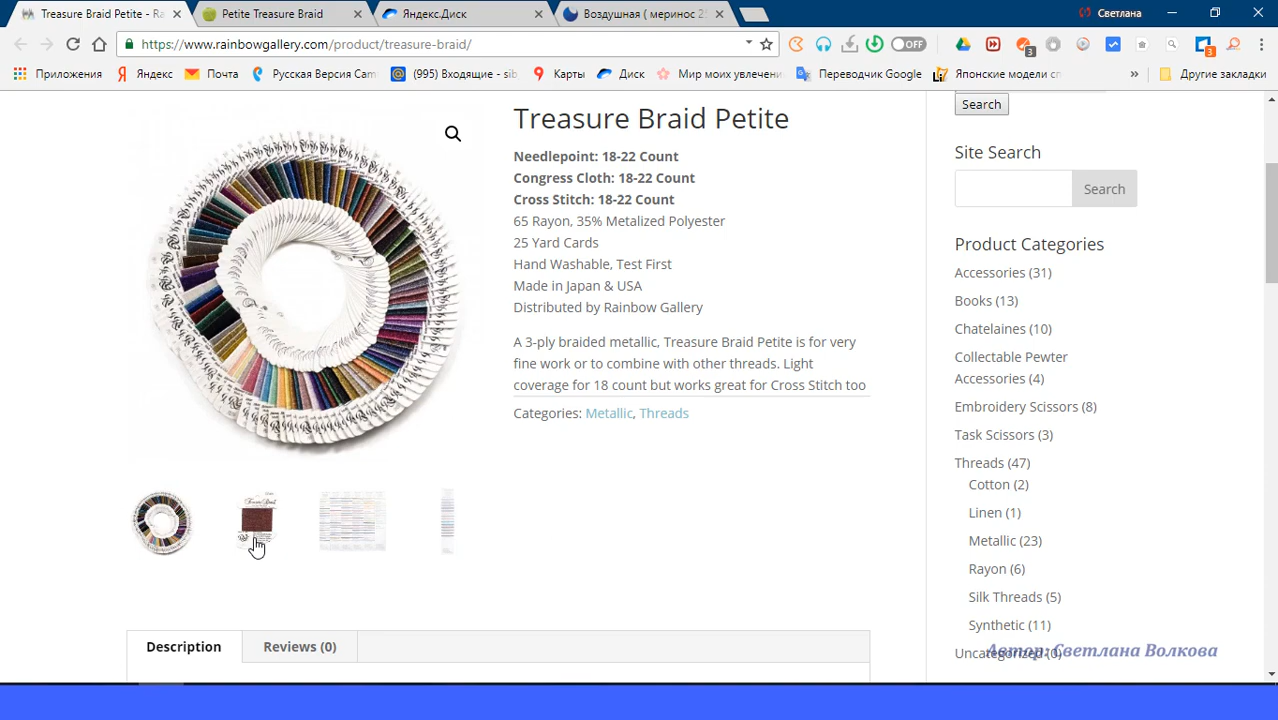 Treasure Braid Petite - Ra
Petite Treasure Braid
Яндекс.Диск
Воздушная ( меринос 25
Светлана
https://www.rainbowgallery.com/product/treasure-braid/
OFF
3
3
Приложения
Яндекс
Почта
Русская Версия Сам
(995) Входящие - sib
Карты
Диск
Мир моих увлечени
Переводчик Google
Японские модели сп
»
Другие закладки
Treasure Braid Petite
Needlepoint: 18-22 Count
Congress Cloth: 18-22 Count
Cross Stitch: 18-22 Count
65 Rayon, 35% Metalized Polyester
25 Yard Cards
Hand Washable, Test First
Made in Japan & USA
Distributed by Rainbow Gallery
A 3-ply braided metallic, Treasure Braid Petite is for very
fine work or to combine with other threads. Light
coverage for 18 count but works great for Cross Stitch too
Categories: Metallic, Threads
Description
Reviews (0)
Search
Site Search
Search
Product Categories
Accessories (31)
Books (13)
Chatelaines (10)
Collectable Pewter
Accessories (4)
Embroidery Scissors (8)
Task Scissors (3)
Threads (47)
Cotton (2)
Linen (1)
Metallic (23)
Rayon (6)
Silk Threads (5)
Synthetic (11)
Uncategorized (0)
Автор: Светлана Волкова